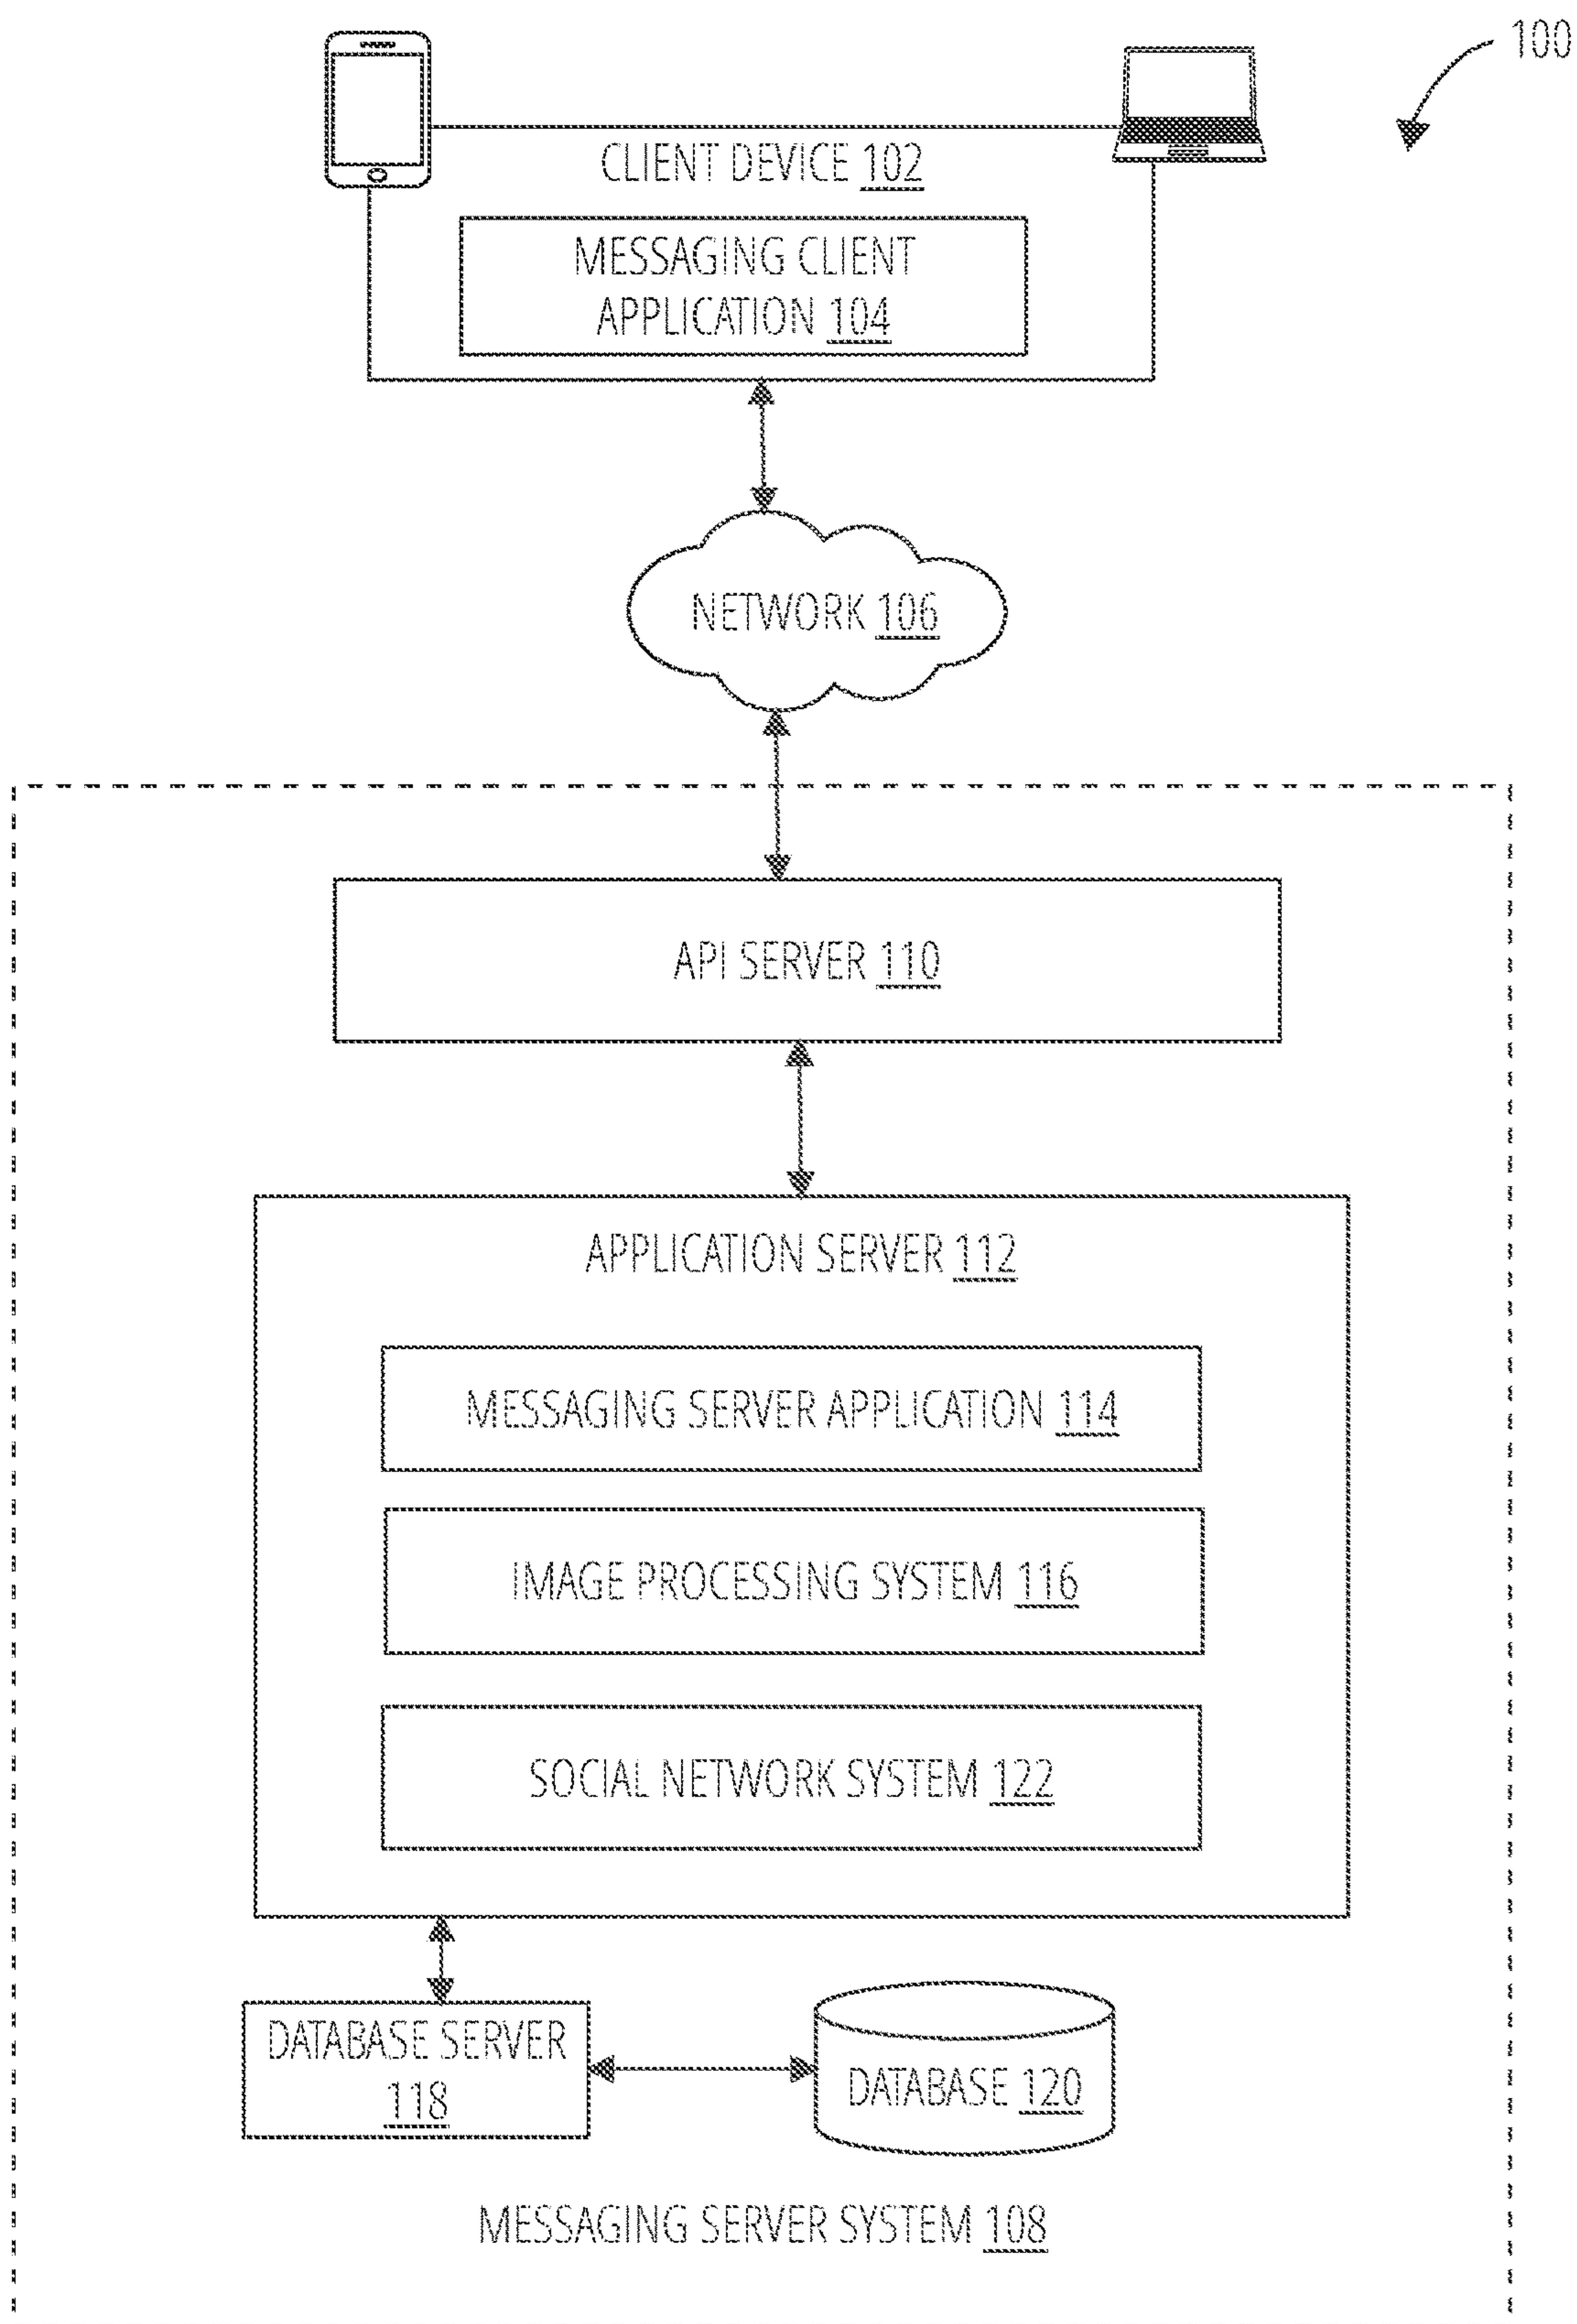 100
CLIENT DEVICE 102
MESSAGING CLIENT
APPLICATION 104
NETWORK 106
API SERVER 110
APPLICATION SERVER 112
MESSAGING SERVER APPLICATION 114
IMAGE PROCESSING SYSTEM 116
SOCIAL NETWORK SYSTEM 122
DATABASE SERVER
118
DATABASE 120
MESSAGING SERVER SYSTEM 108